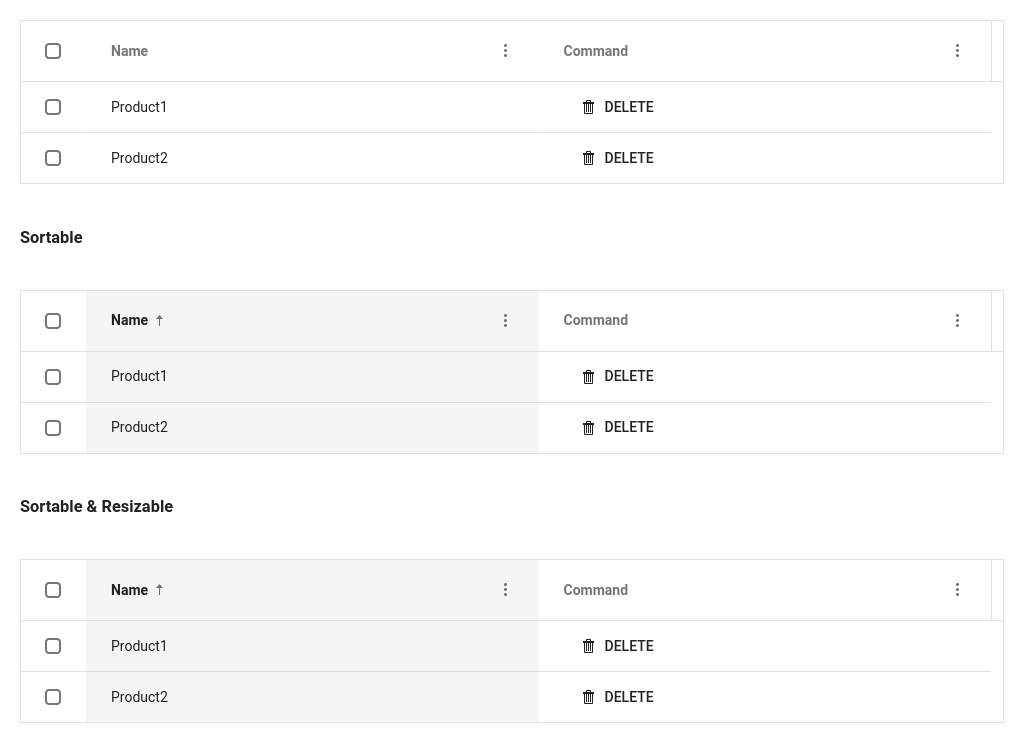 Name Command
Product1 DELETE
Product2 DELETE
Sortable
Name ↑ Command
Product1 DELETE
Product2 DELETE
Sortable & Resizable
Name ↑ Command
Product1 DELETE
Product2 DELETE